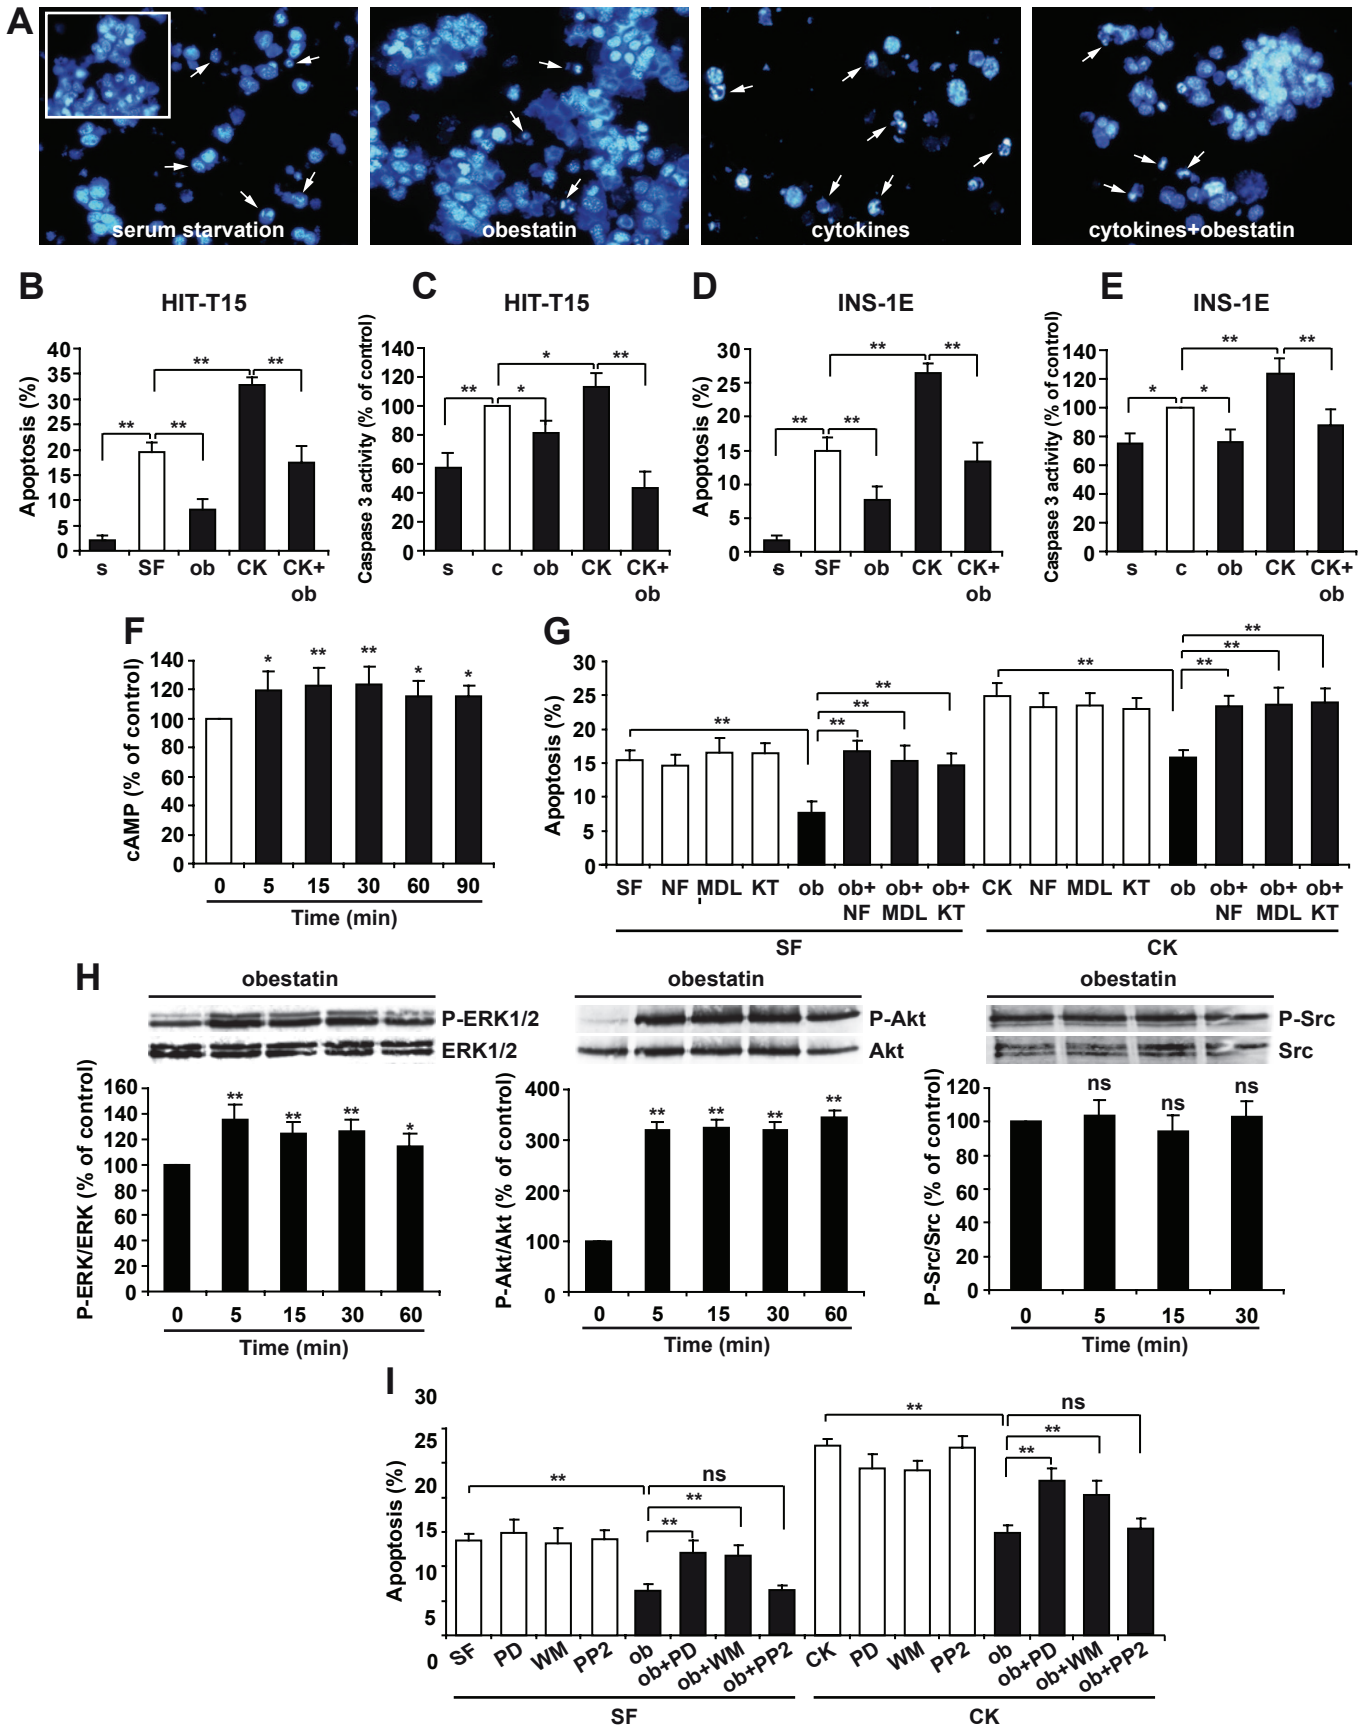 A
serum starvation
obestatin
cytokines
cytokines+obestatin
B
HIT-T15
Apoptosis (%)
40
35
30
25
20
15
10
5
0
**
**
**
**
s
SF
ob
CK
CK+
ob
C
HIT-T15
Caspase 3 activity (% of control)
140
120
100
80
60
40
20
0
*
**
**
*
s
c
ob
CK
CK+
ob
D
INS-1E
Apoptosis (%)
30
25
20
15
10
5
0
**
**
**
**
s
SF
ob
CK
CK+
ob
E
INS-1E
Caspase 3 activity (% of control)
140
120
100
80
60
40
20
0
**
**
*
*
s
c
ob
CK
CK+
ob
F
cAMP (% of control)
140
120
100
80
60
40
20
0
*
**
**
*
*
0 5 15 30 60 90
Time (min)
G
Apoptosis (%)
30
25
20
15
10
5
0
**
**
**
**
**
**
**
**
SF NF MDL KT ob ob+ ob+ ob+ CK NF MDL KT ob ob+ ob+ ob+
NF MDL KT NF MDL KT
SF CK
H
obestatin
P-ERK1/2
ERK1/2
P-ERK/ERK (% of control)
160
140
120
100
80
60
40
20
0
**
**
**
*
0 5 15 30 60
Time (min)
obestatin
P-Akt
Akt
P-Akt/Akt (% of control)
400
300
200
100
0
**
**
**
**
0 5 15 30 60
Time (min)
obestatin
P-Src
Src
P-Src/Src (% of control)
120
100
80
60
40
20
0
ns
ns
ns
0 5 15 30
Time (min)
I
Apoptosis (%)
30
25
20
15
10
5
0
**
ns
**
**
**
ns
**
**
SF PD WM PP2 ob ob+PD ob+WM ob+PP2 CK PD WM PP2 ob ob+PD ob+WM ob+PP2
SF CK